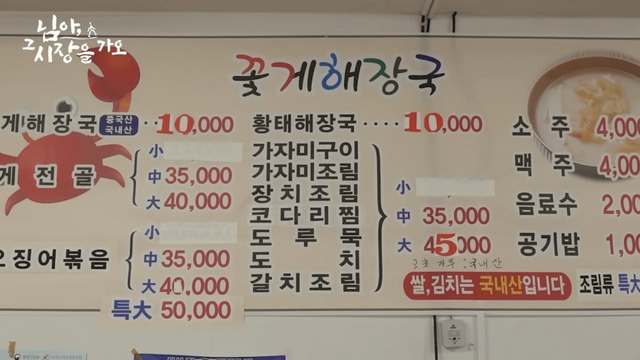 님아,
그 시장을 가오
꽃게해장국
게해장국 중국산 국내산 ·· 10,000
황태해장국 ···· 10,000
소주 4,000
맥주 4,00
음료수 2,00
공기밥 1,00
게전골
小
中 35,000
大 40,000
오징어볶음
小
中 35,000
大 40,000
특大 50,000
가자미구이
가자미조림
장치조림
코다리찜
도루묵
도치
갈치조림
小
中 35,000
大 45,000
쌀,김치는 국내산입니다
조림류 특大